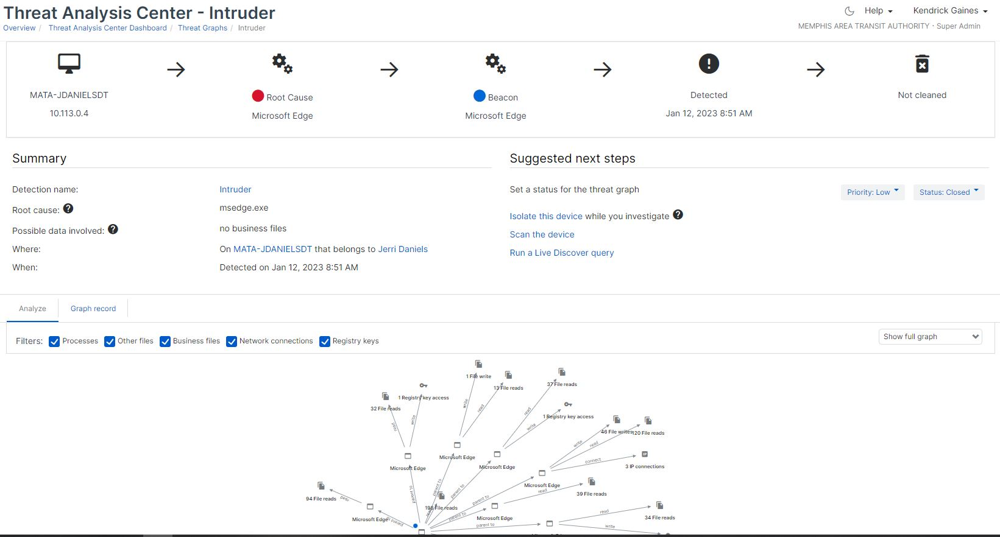 Threat Analysis Center - Intruder
Help
Kendrick Gaines
Overview / Threat Analysis Center Dashboard / Threat Graphs / Intruder
MEMPHIS AREA TRANSIT AUTHORITY · Super Admin
MATA-JDANIELSDT
10.113.0.4
Root Cause
Microsoft Edge
Beacon
Microsoft Edge
Detected
Jan 12, 2023 8:51 AM
Not cleaned
Summary
Detection name: Intruder
Root cause: ? msedge.exe
Possible data involved: ? no business files
Where: On MATA-JDANIELSDT that belongs to Jerri Daniels
When: Detected on Jan 12, 2023 8:51 AM
Suggested next steps
Set a status for the threat graph
Priority: Low
Status: Closed
Isolate this device while you investigate ?
Scan the device
Run a Live Discover query
Analyze
Graph record
Filters: Processes Other files Business files Network connections Registry keys
Show full graph
1 File write
13 File reads
37 File reads
1 Registry key access
32 File reads
1 Registry key access
46 File writes
120 File reads
write
read
read
write
read
write
write
read
connect
IP
3 IP connections
Microsoft Edge
Microsoft Edge
Microsoft Edge
Microsoft Edge
read
39 File reads
94 File reads
read
parent to
parent to
parent to
parent to
198 File reads
read
Microsoft Edge
parent to
Microsoft Edge
parent to
parent to
read
34 File reads
write